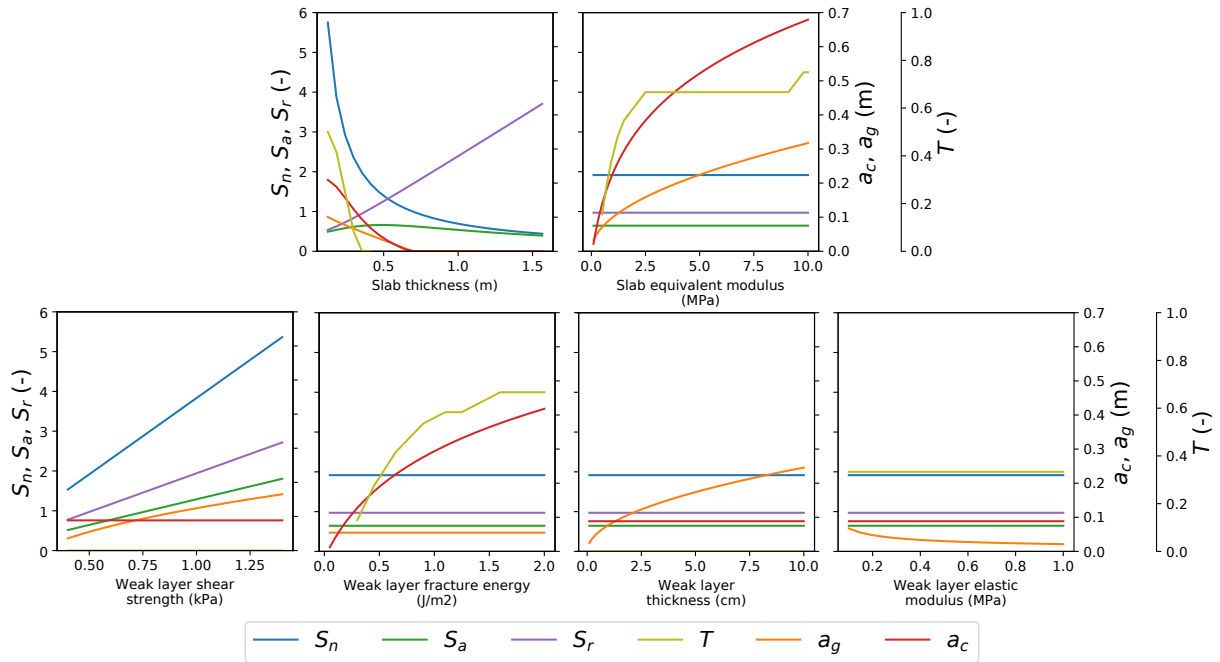 6
5
4
3
2
1
0
S_n, S_a, S_r (-)
0.5 1.0 1.5
Slab thickness (m)
0.0 2.5 5.0 7.5 10.0
Slab equivalent modulus
(MPa)
0.7
0.6
0.5
0.4
0.3
0.2
0.1
0.0
a_c, a_g (m)
1.0
0.8
0.6
0.4
0.2
0.0
T (-)
6
5
4
3
2
1
0
S_n, S_a, S_r (-)
0.50 0.75 1.00 1.25
Weak layer shear
strength (kPa)
0.0 0.5 1.0 1.5 2.0
Weak layer fracture energy
(J/m2)
0.0 2.5 5.0 7.5 10.0
Weak layer
thickness (cm)
0.2 0.4 0.6 0.8 1.0
Weak layer elastic
modulus (MPa)
0.7
0.6
0.5
0.4
0.3
0.2
0.1
0.0
a_c, a_g (m)
1.0
0.8
0.6
0.4
0.2
0.0
T (-)
S_n S_a S_r T a_g a_c